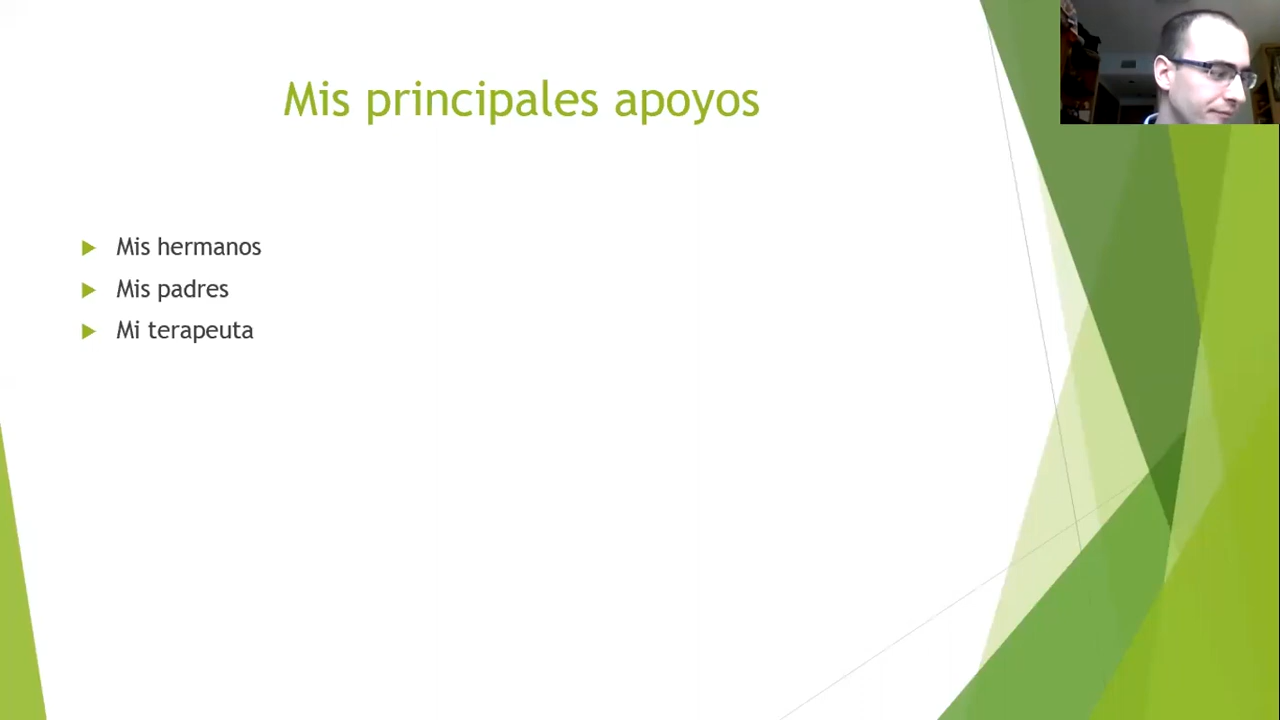 Mis principales apoyos
Mis hermanos
Mis padres
Mi terapeuta